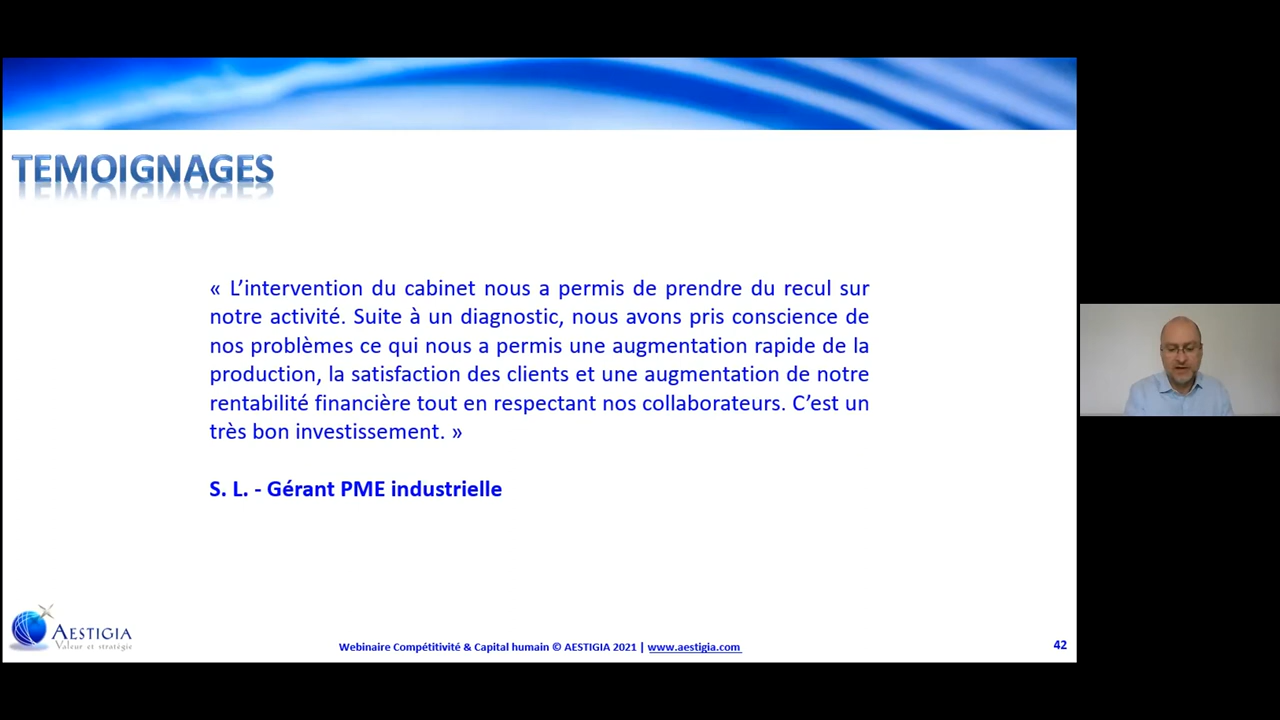 TEMOIGNAGES
« L’intervention du cabinet nous a permis de prendre du recul sur
notre activité. Suite à un diagnostic, nous avons pris conscience de
nos problèmes ce qui nous a permis une augmentation rapide de la
production, la satisfaction des clients et une augmentation de notre
rentabilité financière tout en respectant nos collaborateurs. C’est un
très bon investissement. »
S. L. - Gérant PME industrielle
AESTIGIA
Valeur et stratégie
Webinaire Compétitivité & Capital humain © AESTIGIA 2021 | www.aestigia.com
42